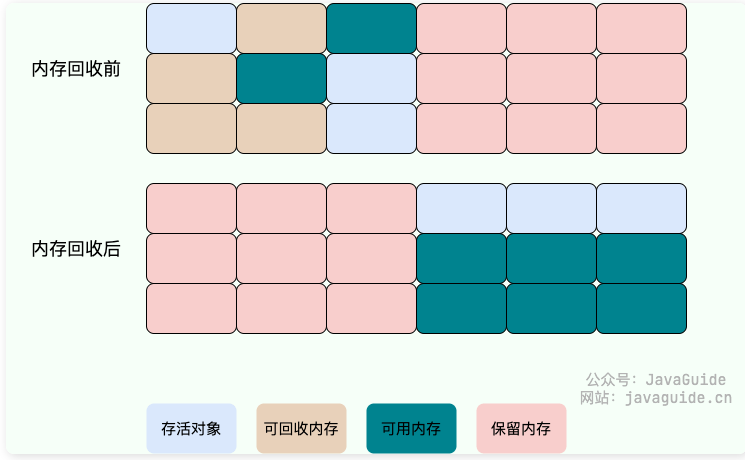 内存回收前
内存回收后
公众号：JavaGuide
网站：javaguide.cn
存活对象
可回收内存
可用内存
保留内存